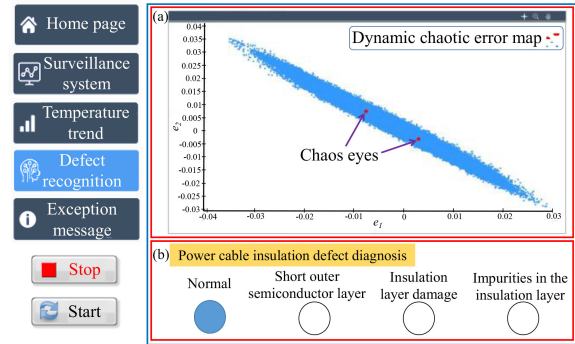 Home page
Surveillance
system
Temperature
trend
Defect
recognition
Exception
message
Stop
Start
(a)
Dynamic chaotic error map
0.04
0.035
0.03
0.025
0.02
0.015
0.01
0.005
0
-0.005
-0.01
-0.015
-0.02
-0.025
-0.03
e2
Chaos eyes
-0.04 -0.03 -0.02 -0.01 0 0.01 0.02 0.03
e1
(b) Power cable insulation defect diagnosis
Normal
Short outer
semiconductor layer
Insulation
layer damage
Impurities in the
insulation layer